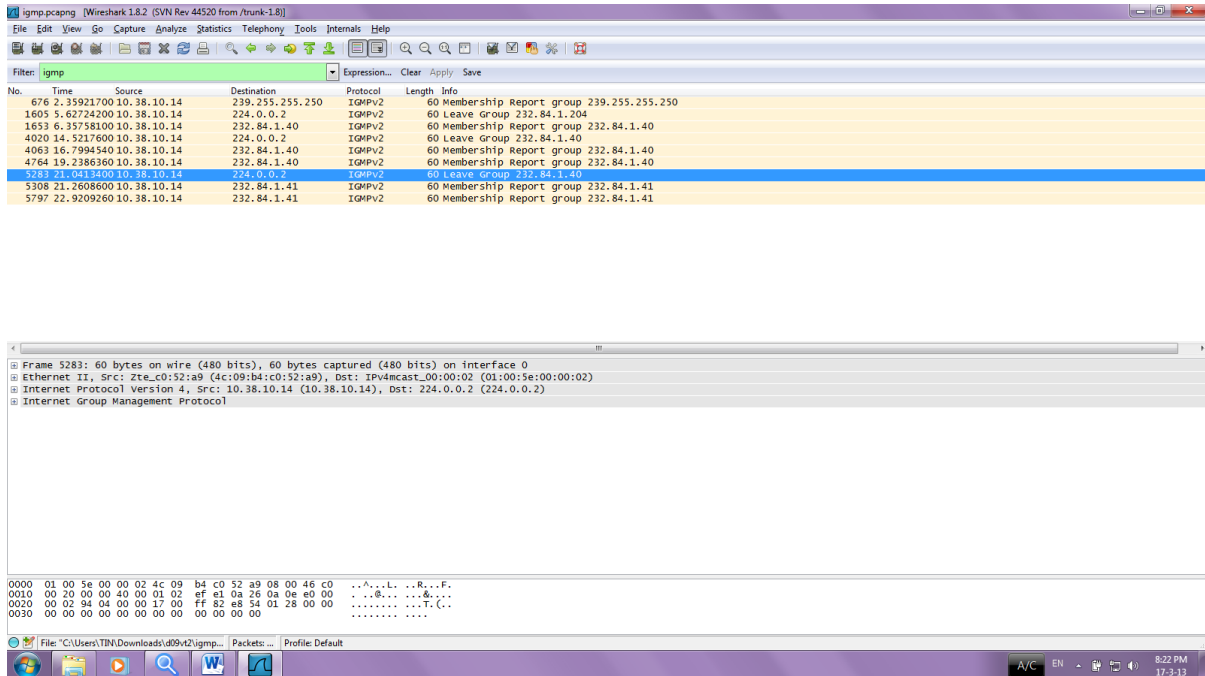 igmp.pcapng [Wireshark 1.8.2 (SVN Rev 44520 from /trunk-1.8)]
File Edit View Go Capture Analyze Statistics Telephony Tools Internals Help
Filter: igmp Expression... Clear Apply Save
No. Time Source Destination Protocol Length Info
676 2.35921700 10.38.10.14 239.255.255.250 IGMPv2 60 Membership Report group 239.255.255.250
1605 5.62724200 10.38.10.14 224.0.0.2 IGMPv2 60 Leave Group 232.84.1.204
1653 6.35758100 10.38.10.14 232.84.1.40 IGMPv2 60 Membership Report group 232.84.1.40
4020 14.5217600 10.38.10.14 224.0.0.2 IGMPv2 60 Leave Group 232.84.1.40
4063 16.7994540 10.38.10.14 232.84.1.40 IGMPv2 60 Membership Report group 232.84.1.40
4764 19.2386360 10.38.10.14 232.84.1.40 IGMPv2 60 Membership Report group 232.84.1.40
5283 21.0413400 10.38.10.14 224.0.0.2 IGMPv2 60 Leave Group 232.84.1.40
5308 21.2608600 10.38.10.14 232.84.1.41 IGMPv2 60 Membership Report group 232.84.1.41
5797 22.9209260 10.38.10.14 232.84.1.41 IGMPv2 60 Membership Report group 232.84.1.41
Frame 5283: 60 bytes on wire (480 bits), 60 bytes captured (480 bits) on interface 0
Ethernet II, Src: Zte_c0:52:a9 (4c:09:b4:c0:52:a9), Dst: IPv4mcast_00:00:02 (01:00:5e:00:00:02)
Internet Protocol Version 4, Src: 10.38.10.14 (10.38.10.14), Dst: 224.0.0.2 (224.0.0.2)
Internet Group Management Protocol
0000 01 00 5e 00 00 02 4c 09 b4 c0 52 a9 08 00 46 c0 ..^...L. ..R...F.
0010 00 20 00 00 40 00 01 02 ef e1 0a 26 0a 0e e0 00 . ..@... ...&....
0020 00 02 94 04 00 00 17 00 ff 82 e8 54 01 28 00 00 ........ ...T.(..
0030 00 00 00 00 00 00 00 00 00 00 00 00 ........ ....
File: "C:\Users\TIN\Downloads\d09vt2\igmp... Packets: ... Profile: Default
A/C EN 8:22 PM
17-3-13